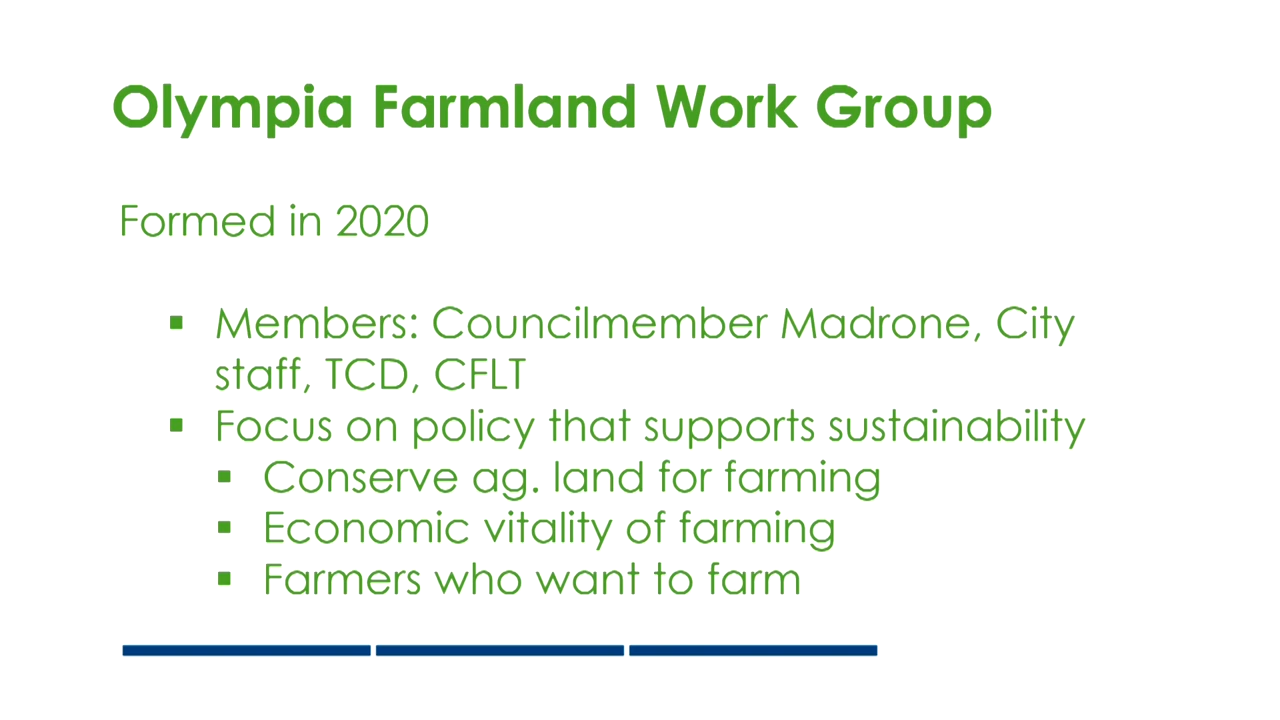 Olympia Farmland Work Group
Formed in 2020
▪ Members: Councilmember Madrone, City
staff, TCD, CFLT
▪ Focus on policy that supports sustainability
▪ Conserve ag. land for farming
▪ Economic vitality of farming
▪ Farmers who want to farm